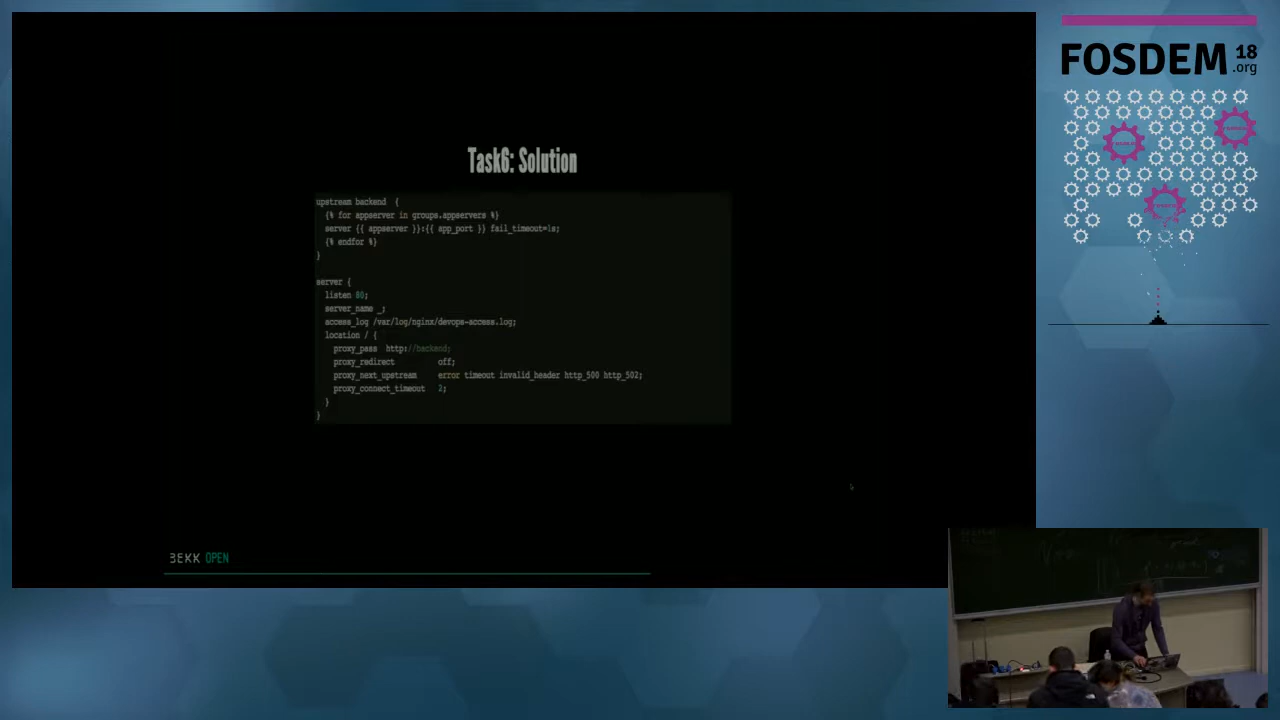 Task6: Solution
upstream backend {
{% for appserver in groups.appservers %}
server {{ appserver }}:{{ app_port }} fail_timeout=1s;
{% endfor %}
}
server {
listen 80;
server_name _;
access_log /var/log/nginx/devops-access.log;
location / {
proxy_pass http://backend;
proxy_redirect off;
proxy_next_upstream error timeout invalid_header http_500 http_502;
proxy_connect_timeout 2;
}
}
BEKK OPEN
FOSDEM 18
.org